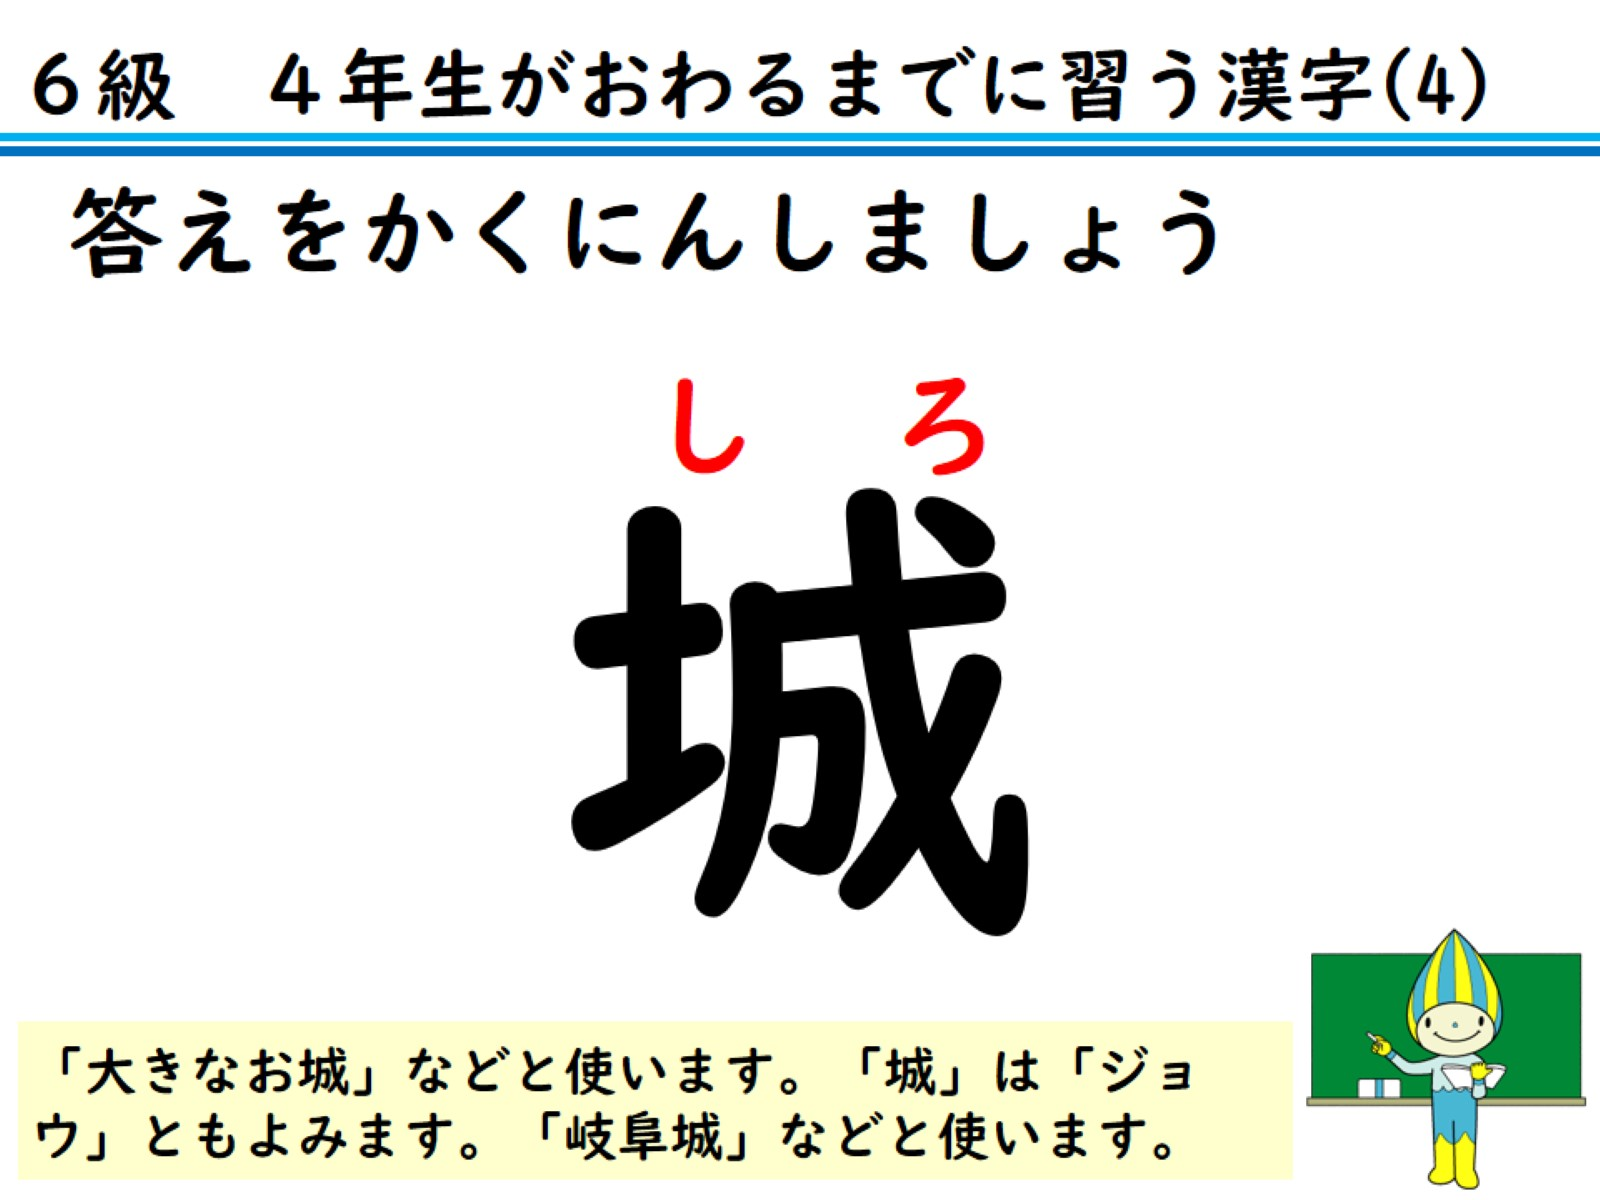 ６級　４年生がおわるまでに習う漢字(4)
答えをかくにんしましょう
しろ
城
「大きなお城」などと使います。「城」は「ジョ
ウ」ともよみます。「岐阜城」などと使います。